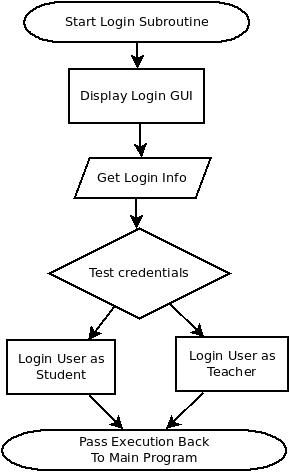 Start Login Subroutine
Display Login GUI
Get Login Info
Test credentials
Login User as
Student
Login User as
Teacher
Pass Execution Back
To Main Program